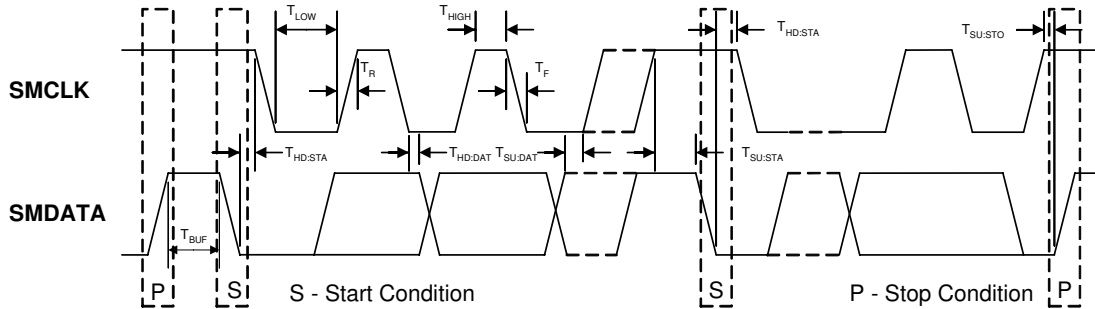 T_LOW
T_HIGH
T_HD:STA
T_SU:STO
T_R
T_F
SMCLK
T_HD:STA
T_HD:DAT
T_SU:DAT
T_SU:STA
SMDATA
T_BUF
P
S
S - Start Condition
S
P - Stop Condition
P